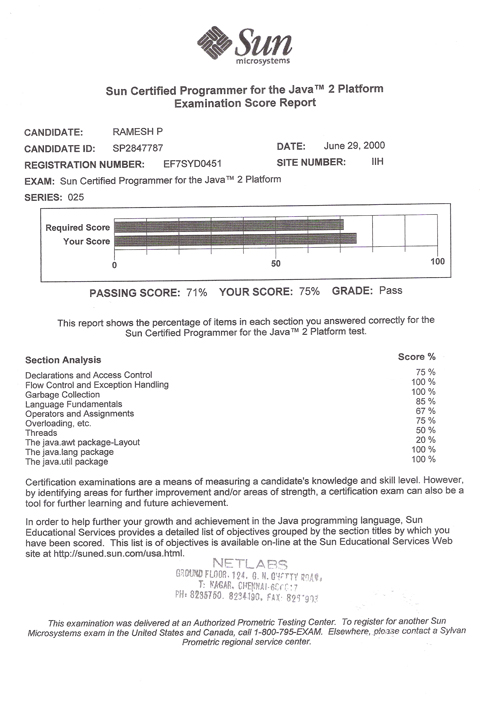 Sun
microsystems
Sun Certified Programmer for the Java™ 2 Platform
Examination Score Report
CANDIDATE: RAMESH P
CANDIDATE ID: SP2847787 DATE: June 29, 2000
REGISTRATION NUMBER: EF7SYD0451 SITE NUMBER: IIH
EXAM: Sun Certified Programmer for the Java™ 2 Platform
SERIES: 025
Required Score
Your Score
0 50 100
PASSING SCORE: 71% YOUR SCORE: 75% GRADE: Pass
This report shows the percentage of items in each section you answered correctly for the
Sun Certified Programmer for the Java™ 2 Platform test.
Section Analysis Score %
Declarations and Access Control 75 %
Flow Control and Exception Handling 100 %
Garbage Collection 100 %
Language Fundamentals 85 %
Operators and Assignments 67 %
Overloading, etc. 75 %
Threads 50 %
The java.awt package-Layout 20 %
The java.lang package 100 %
The java.util package 100 %
Certification examinations are a means of measuring a candidate's knowledge and skill level. However,
by identifying areas for further improvement and/or areas of strength, a certification exam can also be a
tool for further learning and future achievement.
In order to help further your growth and achievement in the Java programming language, Sun
Educational Services provides a detailed list of objectives grouped by the section titles by which you
have been scored. This list of objectives is available on-line at the Sun Educational Services Web
site at http://suned.sun.com/usa.html.
NETLABS
GROUND FLOOR, 124, G. N.
T. NAGAR, CHENNAI-
PH: 8235760, 8234190, FAX:
This examination was delivered at an Authorized Prometric Testing Center. To register for another Sun
Microsystems exam in the United States and Canada, call 1-800-795-EXAM. Elsewhere, please contact a Sylvan
Prometric regional service center.